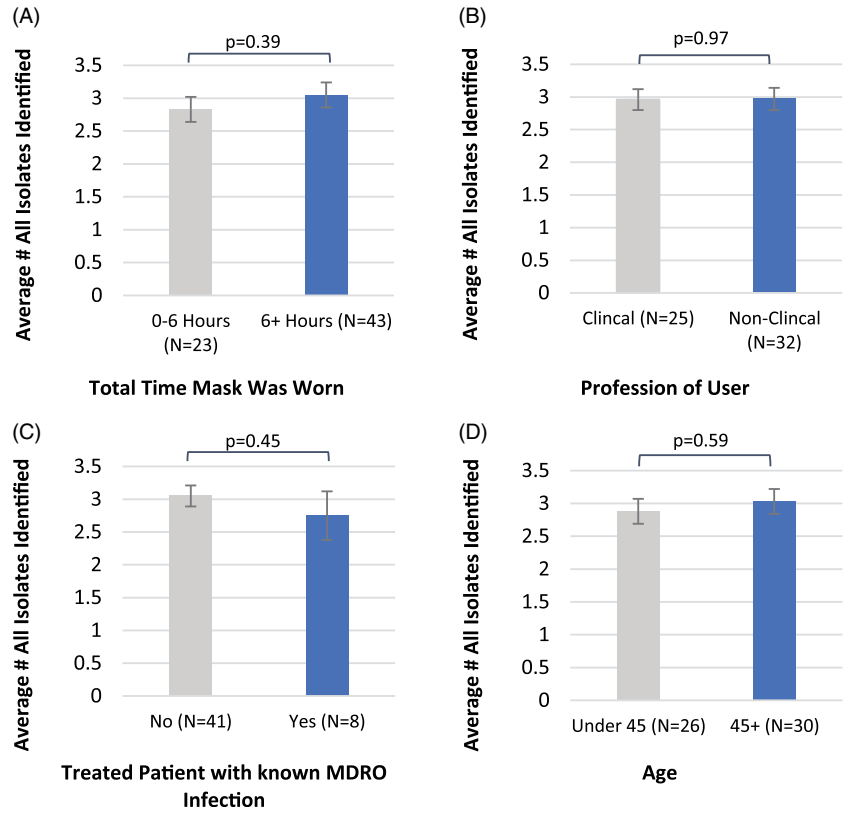 (A)
p=0.39
Average # All Isolates Identified
3.5
3
2.5
2
1.5
1
0.5
0
0-6 Hours
(N=23)
6+ Hours (N=43)
Total Time Mask Was Worn
(B)
p=0.97
Average # All Isolates Identified
3.5
3
2.5
2
1.5
1
0.5
0
Clincal (N=25)
Non-Clincal
(N=32)
Profession of User
(C)
p=0.45
Average # All Isolates Identified
3.5
3
2.5
2
1.5
1
0.5
0
No (N=41)
Yes (N=8)
Treated Patient with known MDRO
Infection
(D)
p=0.59
Average # All Isolates Identified
3.5
3
2.5
2
1.5
1
0.5
0
Under 45 (N=26)
45+ (N=30)
Age